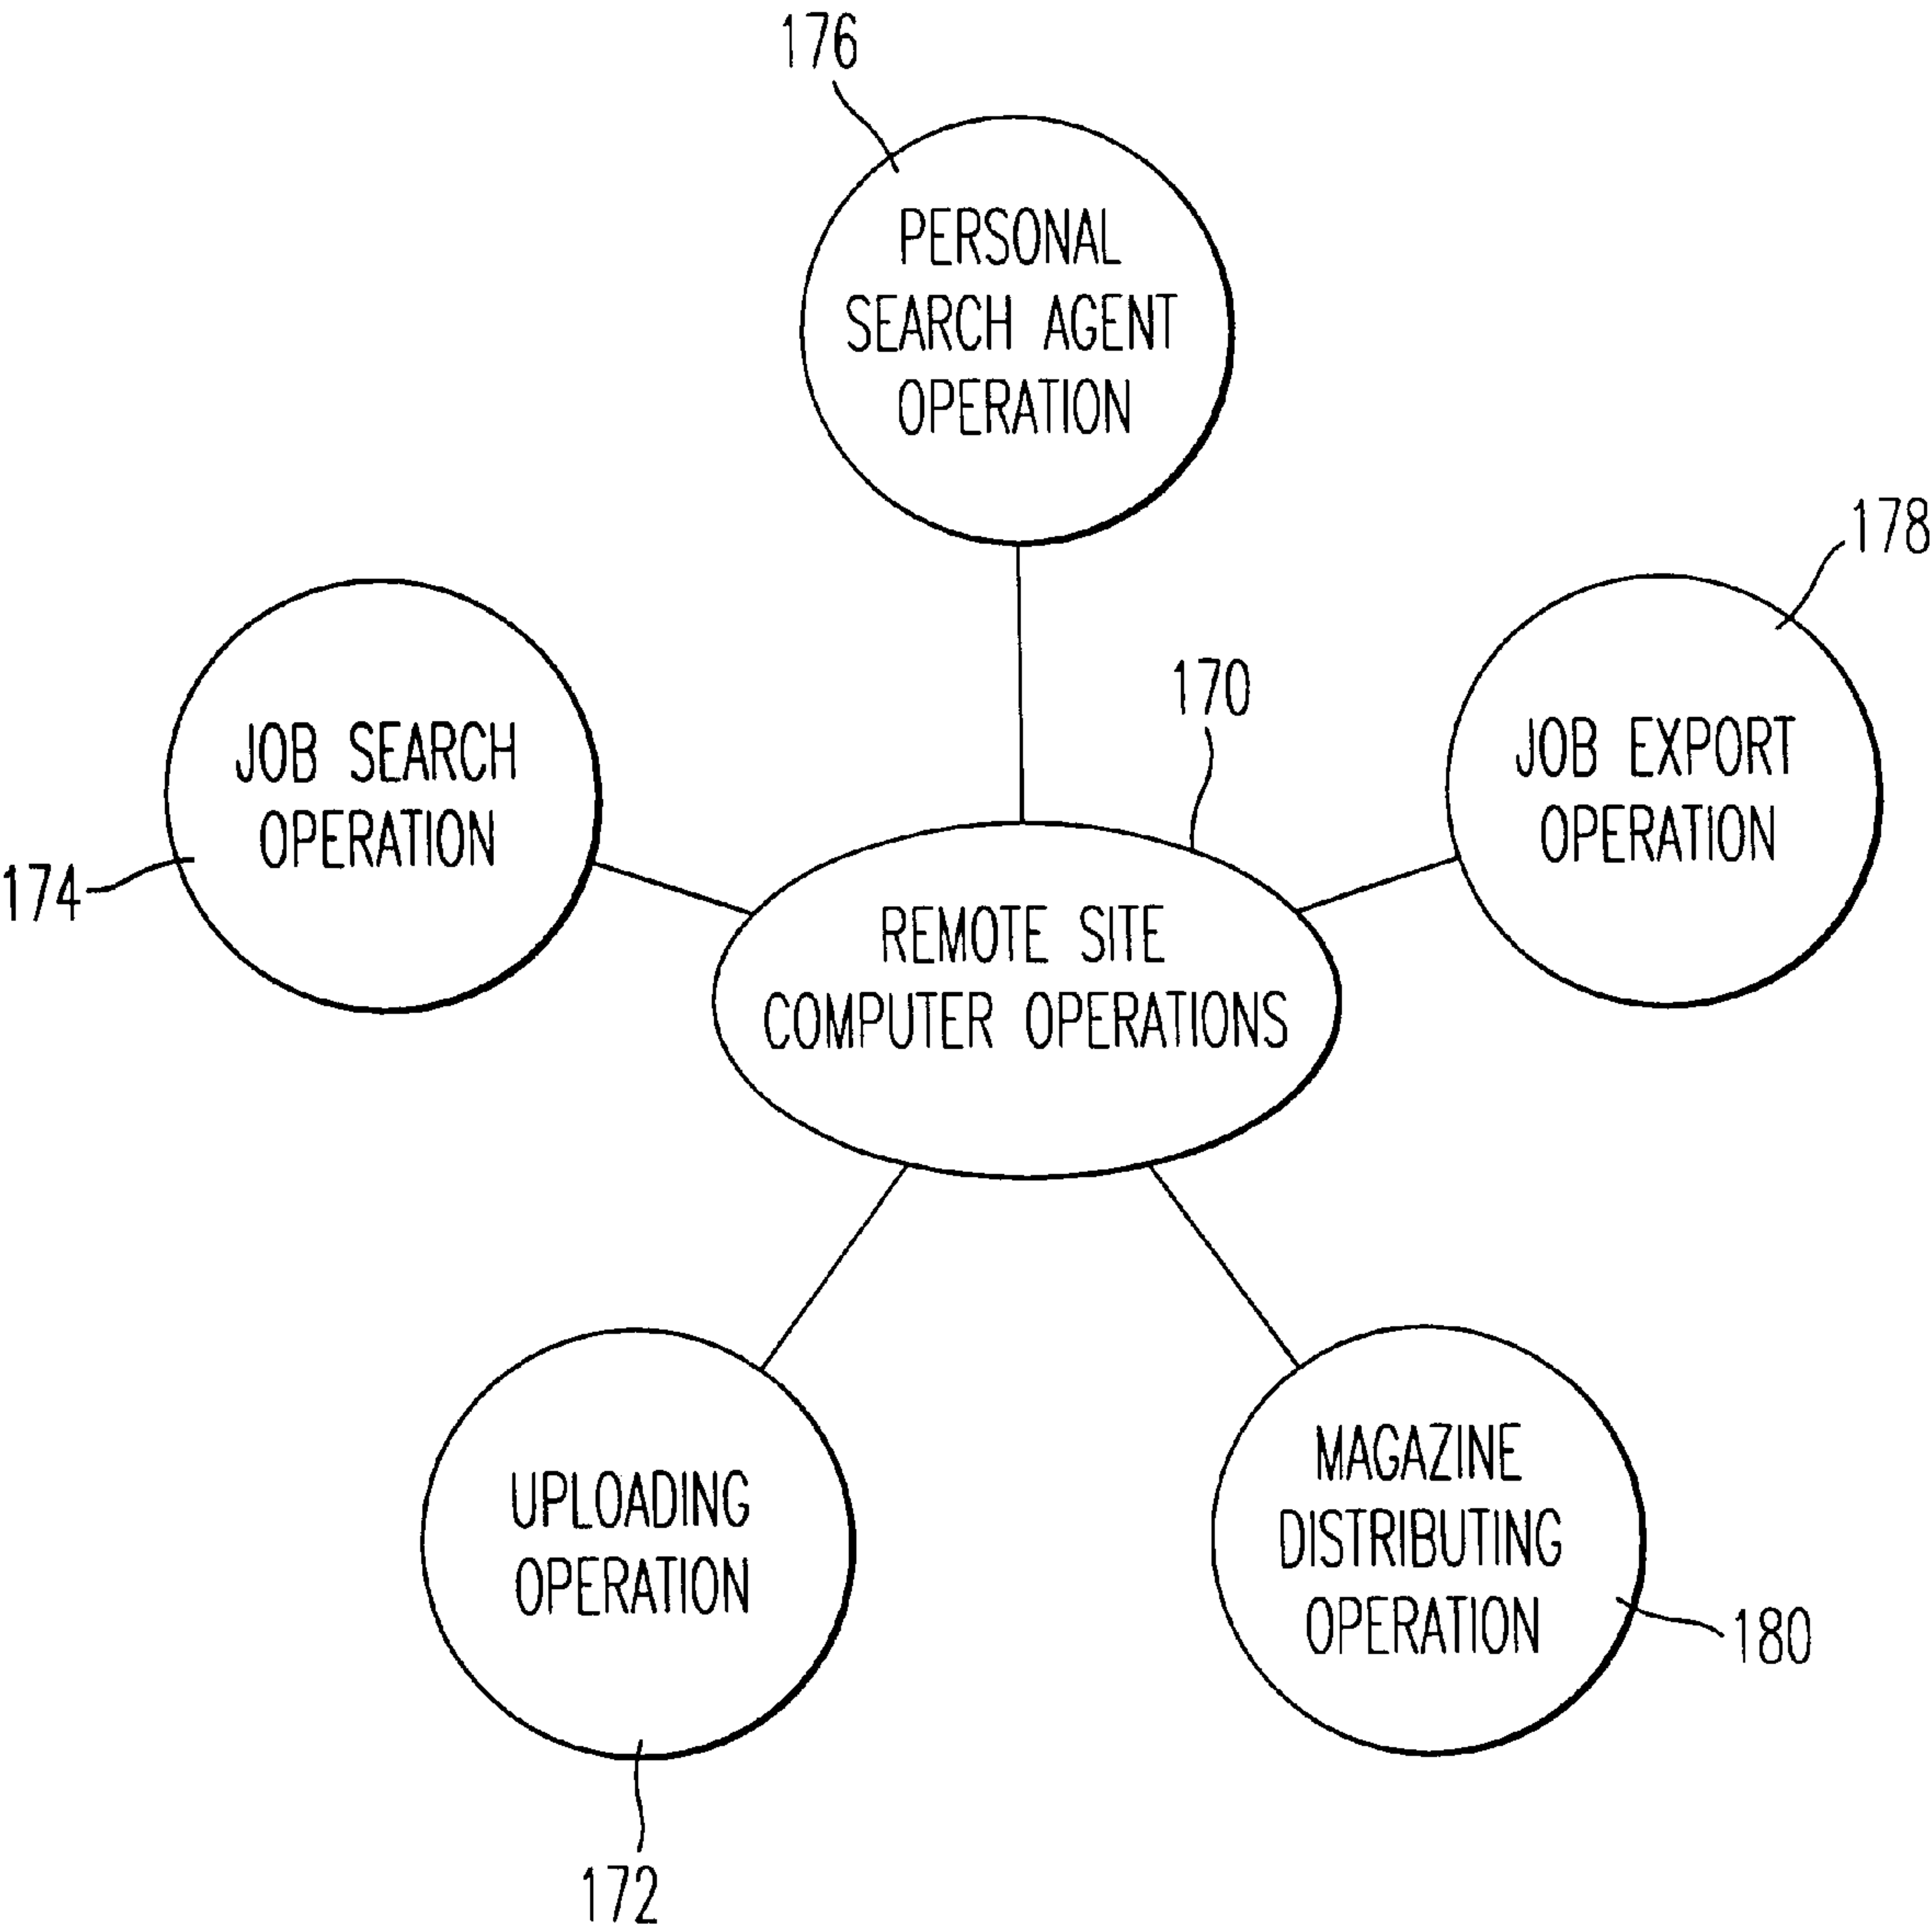 176
PERSONAL
SEARCH AGENT
OPERATION
178
JOB EXPORT
OPERATION
170
JOB SEARCH
OPERATION
174
REMOTE SITE
COMPUTER OPERATIONS
UPLOADING
OPERATION
172
MAGAZINE
DISTRIBUTING
OPERATION
180